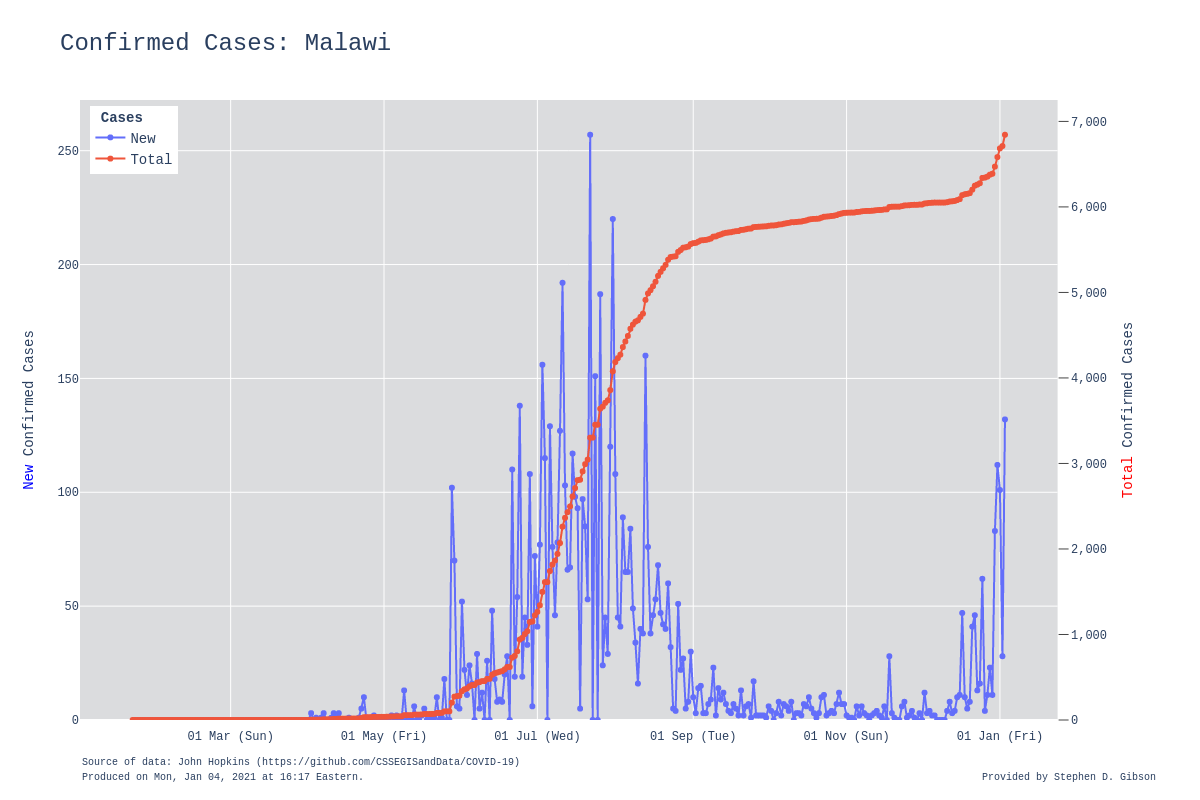 Confirmed Cases: Malawi
Cases
New
Total
250
200
150
100
50
0
7,000
6,000
5,000
4,000
3,000
2,000
1,000
0
New Confirmed Cases
Total Confirmed Cases
01 Mar (Sun)
01 May (Fri)
01 Jul (Wed)
01 Sep (Tue)
01 Nov (Sun)
01 Jan (Fri)
Source of data: John Hopkins (https://github.com/CSSEGISandData/COVID-19)
Produced on Mon, Jan 04, 2021 at 16:17 Eastern.
Provided by Stephen D. Gibson